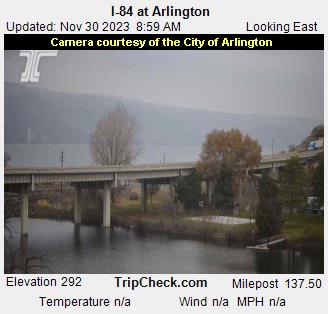 I-84 at Arlington
Updated: Nov 30 2023 8:59 AM Looking East
Camera courtesy of the City of Arlington
Elevation 292 TripCheck.com Milepost 137.50
Temperature n/a Wind n/a MPH n/a